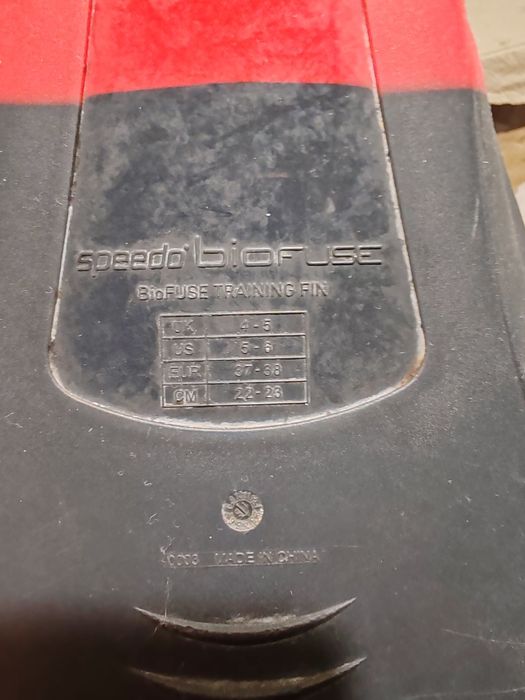 speedo® biOFUSE
BioFUSE TRAINING FIN
UK 4-5
US 5-6
EUR 37-38
CM 22-23
MADE IN CHINA